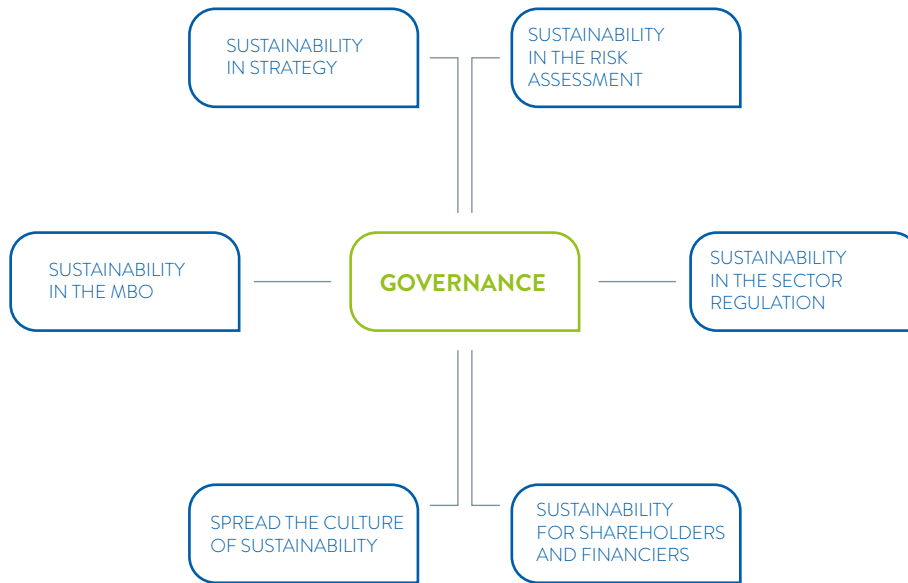 SUSTAINABILITY
IN STRATEGY
SUSTAINABILITY
IN THE RISK
ASSESSMENT
SUSTAINABILITY
IN THE MBO
GOVERNANCE
SUSTAINABILITY
IN THE SECTOR
REGULATION
SPREAD THE CULTURE
OF SUSTAINABILITY
SUSTAINABILITY
FOR SHAREHOLDERS
AND FINANCIERS